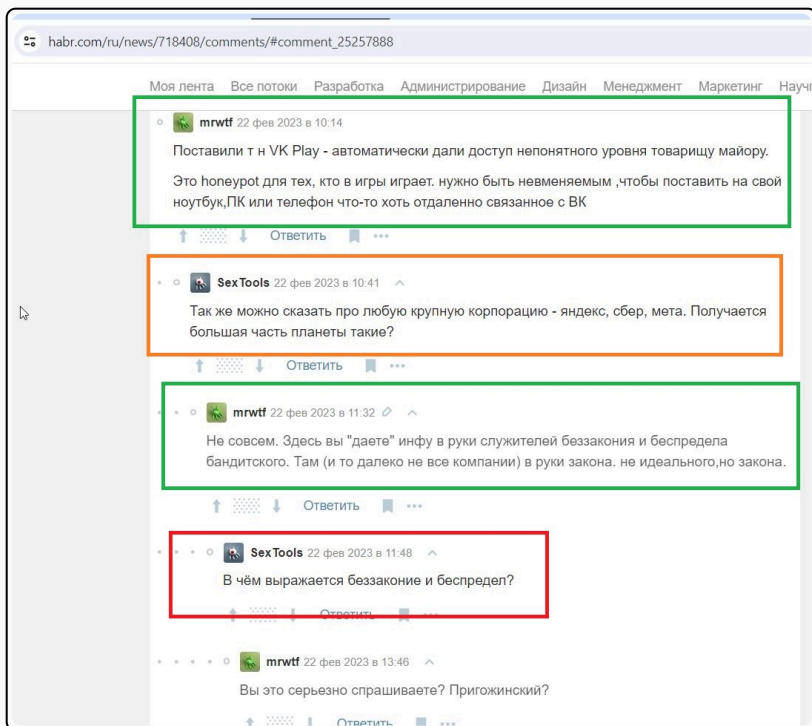 habr.com/ru/news/718408/comments/#comment_25257888
Моя лента Все потоки Разработка Администрирование Дизайн Менеджмент Маркетинг
mrwtf 22 фев 2023 в 10:14
Поставили т н VK Play - автоматически дали доступ непонятного уровня товарищу майору.
Это honeypot для тех, кто в игры играет. нужно быть невменяемым ,чтобы поставить на свой
ноутбук,ПК или телефон что-то хоть отдаленно связанное с ВК
Ответить
SexTools 22 фев 2023 в 10:41
Так же можно сказать про любую крупную корпорацию - яндекс, сбер, мета. Получается
большая часть планеты такие?
Ответить
mrwtf 22 фев 2023 в 11:32
Не совсем. Здесь вы "даете" инфу в руки служителей беззакония и беспредела
бандитского. Там (и то далеко не все компании) в руки закона. не идеального,но закона.
Ответить
SexTools 22 фев 2023 в 11:48
В чём выражается беззаконие и беспредел?
Ответить
mrwtf 22 фев 2023 в 13:46
Вы это серьезно спрашиваете? Пригожинский?
Ответить